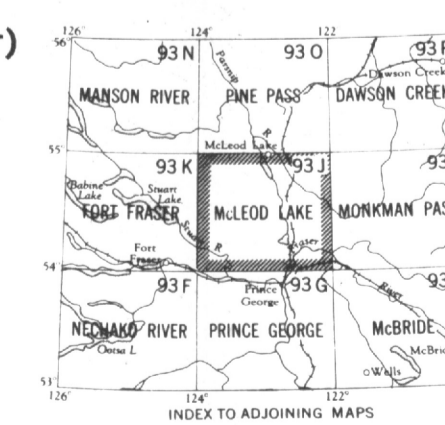 r)
126° 124° 122°
56°
93 N 93 O 93 P
Parsnip
Dawson Creek
MANSON RIVER PINE PASS DAWSON CREEK
R
McLeod Lake
55°
93 K 93 J 93
Babine
Lake
Stuart
Lake
FORT FRASER McLEOD LAKE MONKMAN PAS
Stuart R
Fort
Fraser
Fraser
54°
93 F Prince
George
93 G River 93
NECHAKO RIVER PRINCE GEORGE McBRIDE
Ootsa L
McBrid
Wells
53°
126° 124° 122°
INDEX TO ADJOINING MAPS